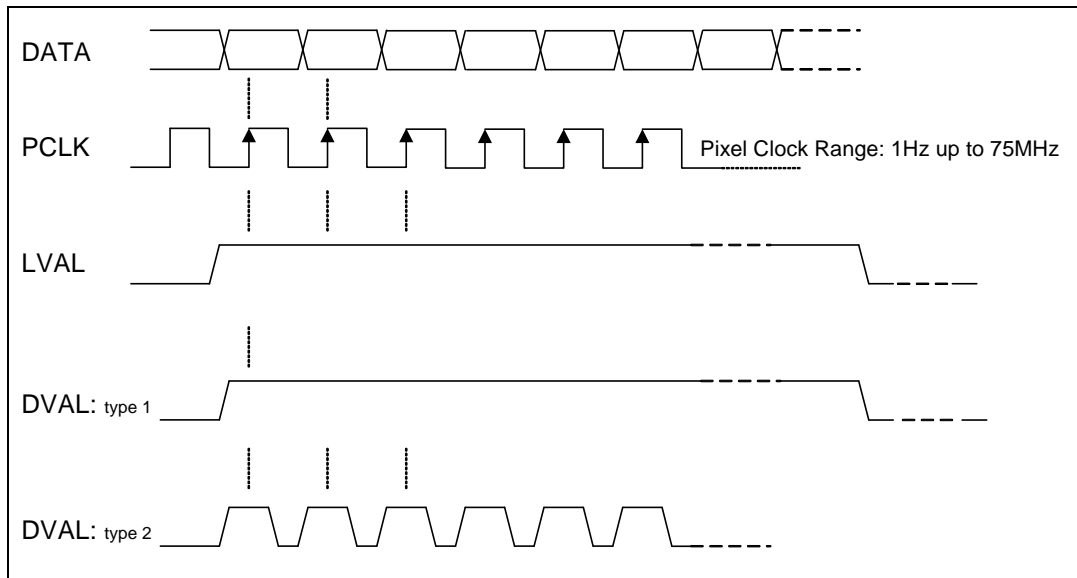 DATA
PCLK
Pixel Clock Range: 1Hz up to 75MHz
LVAL
DVAL: type 1
DVAL: type 2